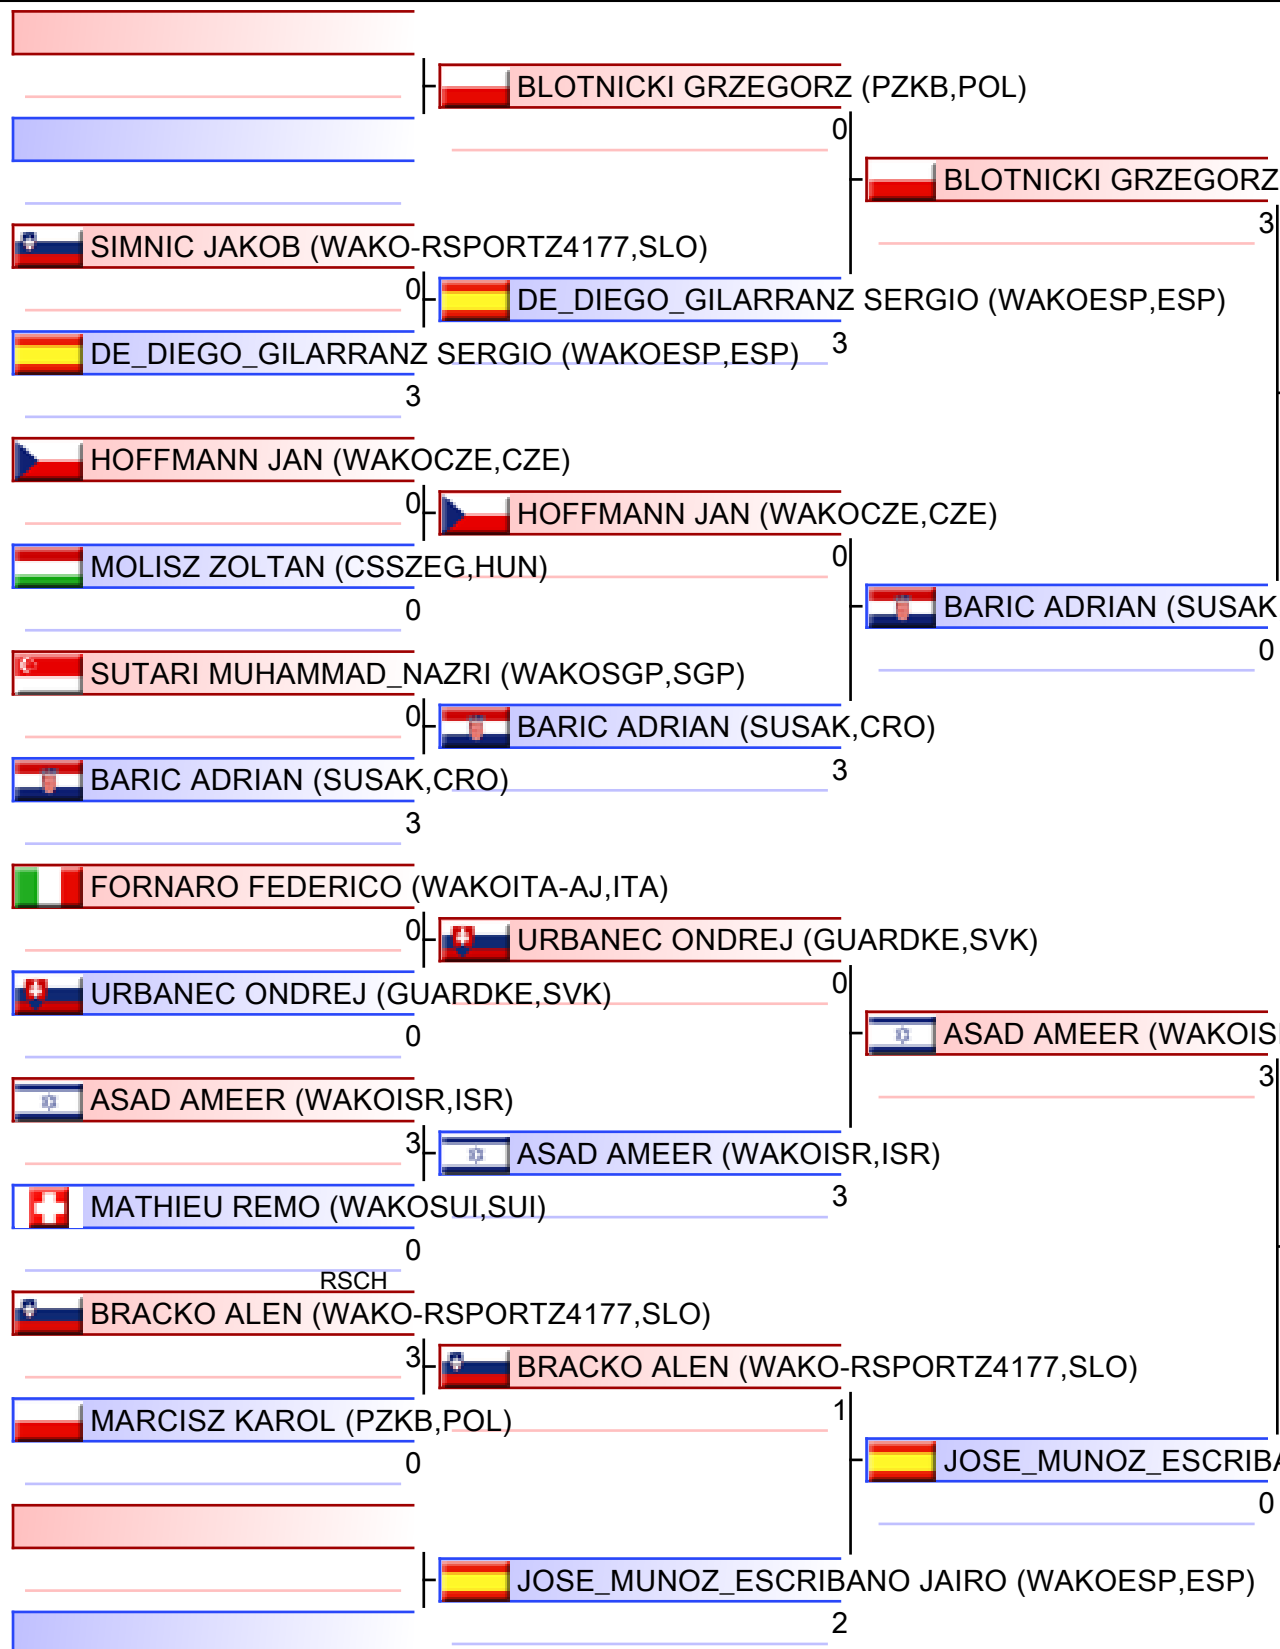 BLOTNICKI GRZEGORZ (PZKB,POL)
0
BLOTNICKI GRZEGORZ
3
SIMNIC JAKOB (WAKO-RSPORTZ4177,SLO)
0
DE_DIEGO_GILARRANZ SERGIO (WAKOESP,ESP)
3
DE_DIEGO_GILARRANZ SERGIO (WAKOESP,ESP)
3
HOFFMANN JAN (WAKOCZE,CZE)
0
HOFFMANN JAN (WAKOCZE,CZE)
0
MOLISZ ZOLTAN (CSSZEG,HUN)
0
BARIC ADRIAN (SUSAK
0
SUTARI MUHAMMAD_NAZRI (WAKOSGP,SGP)
0
BARIC ADRIAN (SUSAK,CRO)
3
BARIC ADRIAN (SUSAK,CRO)
3
FORNARO FEDERICO (WAKOITA-AJ,ITA)
0
URBANEC ONDREJ (GUARDKE,SVK)
0
URBANEC ONDREJ (GUARDKE,SVK)
0
ASAD AMEER (WAKOIS
3
ASAD AMEER (WAKOISR,ISR)
3
ASAD AMEER (WAKOISR,ISR)
3
MATHIEU REMO (WAKOSUI,SUI)
0
RSCH
BRACKO ALEN (WAKO-RSPORTZ4177,SLO)
3
BRACKO ALEN (WAKO-RSPORTZ4177,SLO)
1
MARCISZ KAROL (PZKB,POL)
0
JOSE_MUNOZ_ESCRIBA
0
JOSE_MUNOZ_ESCRIBANO JAIRO (WAKOESP,ESP)
2